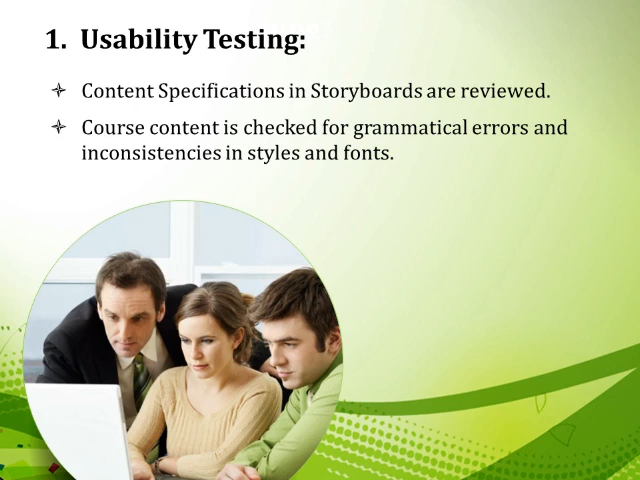 1. Usability Testing:
Content Specifications in Storyboards are reviewed.
Course content is checked for grammatical errors and
inconsistencies in styles and fonts.